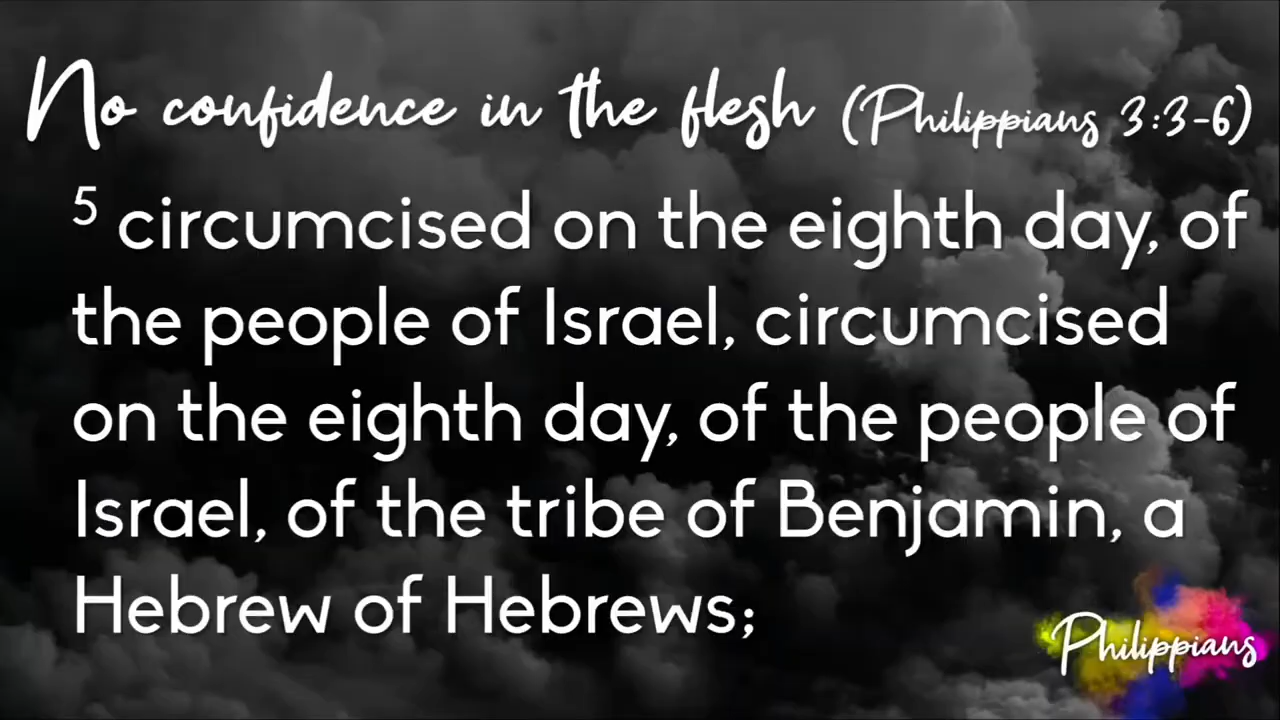 No confidence in the flesh (Philippians 3:3-6)
5 circumcised on the eighth day, of
the people of Israel, circumcised
on the eighth day, of the people of
Israel, of the tribe of Benjamin, a
Hebrew of Hebrews;
Philippians